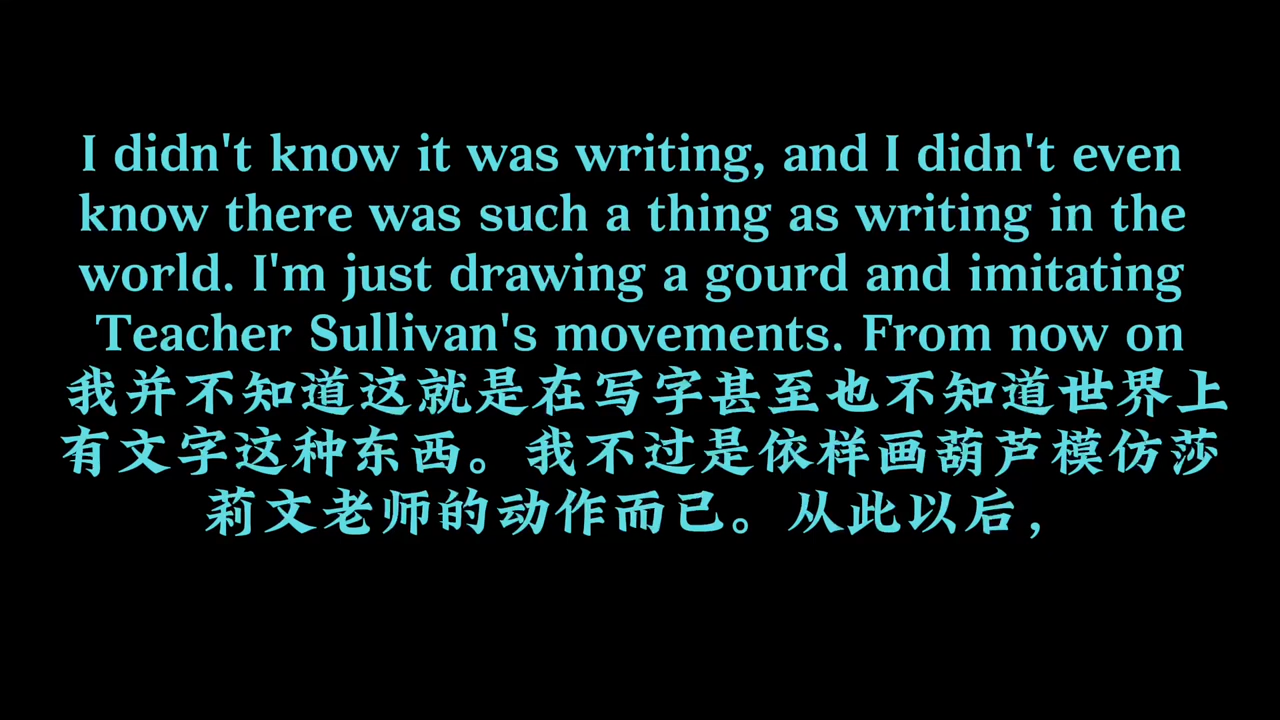 I didn't know it was writing, and I didn't even
know there was such a thing as writing in the
world. I'm just drawing a gourd and imitating
Teacher Sullivan's movements. From now on
我并不知道这就是在写字甚至也不知道世界上
有文字这种东西。我不过是依样画葫芦模仿莎
莉文老师的动作而已。从此以后，